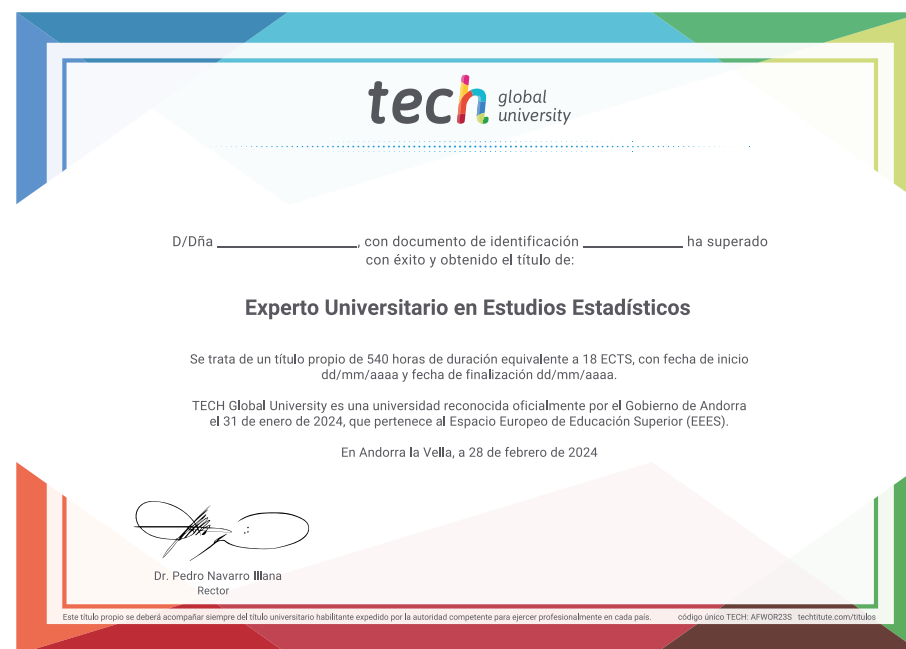 tech global
university
D/Dña ____________________, con documento de identificación ______________ ha superado
con éxito y obtenido el título de:
Experto Universitario en Estudios Estadísticos
Se trata de un título propio de 540 horas de duración equivalente a 18 ECTS, con fecha de inicio
dd/mm/aaaa y fecha de finalización dd/mm/aaaa.
TECH Global University es una universidad reconocida oficialmente por el Gobierno de Andorra
el 31 de enero de 2024, que pertenece al Espacio Europeo de Educación Superior (EEES).
En Andorra la Vella, a 28 de febrero de 2024
Dr. Pedro Navarro Illana
Rector
Este título propio se deberá acompañar siempre del título universitario habilitante expedido por la autoridad competente para ejercer profesionalmente en cada país. código único TECH: AFWOR23S techtitute.com/titulos